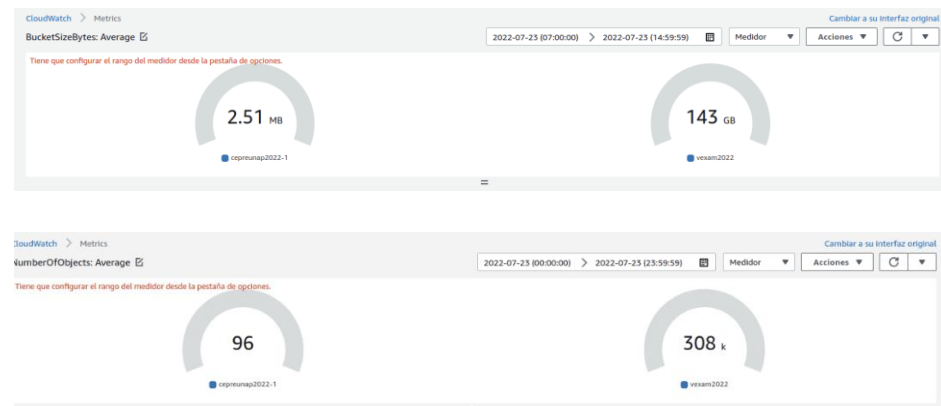 CloudWatch > Metrics
Cambiar a su interfaz original
BucketSizeBytes: Average
2022-07-23 (07:00:00) > 2022-07-23 (14:59:59)
Medidor
Acciones
Tiene que configurar el rango del medidor desde la pestaña de opciones.
2.51 MB
143 GB
cepreunap2022-1
vexam2022
=
CloudWatch > Metrics
Cambiar a su interfaz original
NumberOfObjects: Average
2022-07-23 (00:00:00) > 2022-07-23 (23:59:59)
Medidor
Acciones
Tiene que configurar el rango del medidor desde la pestaña de opciones.
96
308 k
cepreunap2022-1
vexam2022